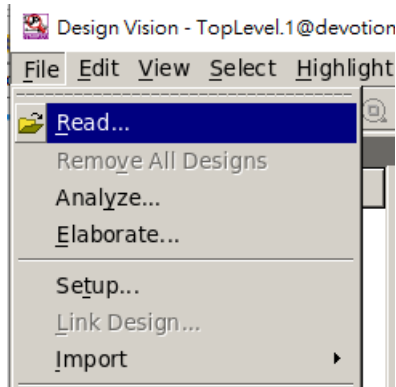 Design Vision - TopLevel.1@devotion
File Edit View Select Highlight
Read...
Remove All Designs
Analyze...
Elaborate...
Setup...
Link Design...
Import